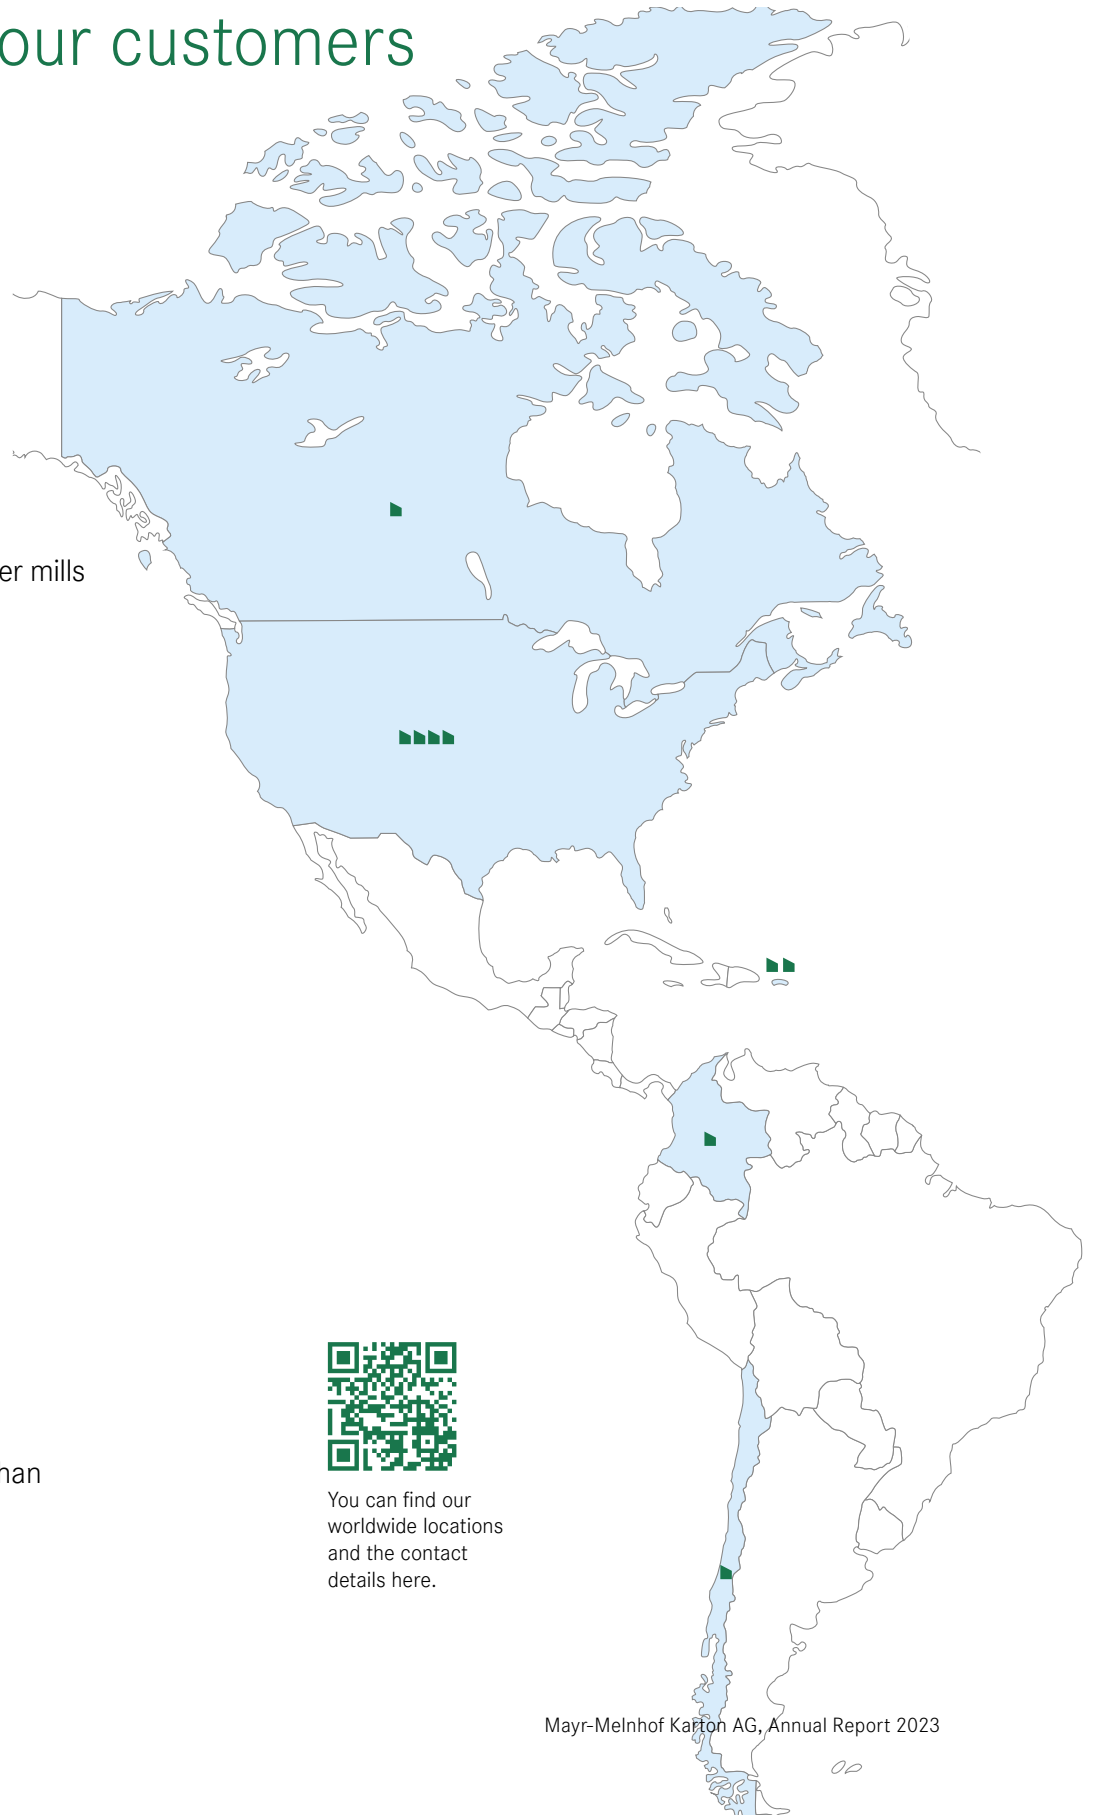 our customers
er mills
han
You can find our
worldwide locations
and the contact
details here.
Mayr-Melnhof Karton AG, Annual Report 2023